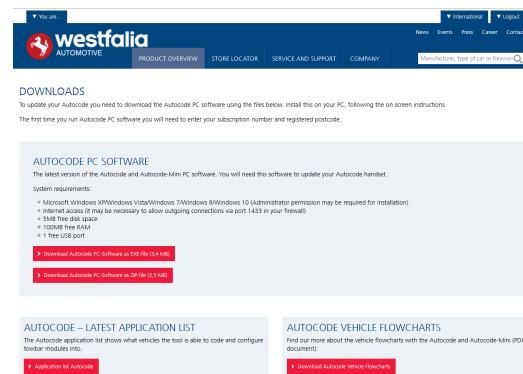 ▼ You are...
▼ International ▼ Logout
News Events Press Career Contact
westfalia
AUTOMOTIVE
PRODUCT OVERVIEW STORE LOCATOR SERVICE AND SUPPORT COMPANY
Manufacturer, type of car or Keywor
DOWNLOADS
To update your Autocode you need to download the Autocode PC software using the files below. Install this on your PC, following the on screen instructions.
The first time you run Autocode PC software you will need to enter your subscription number and registered postcode.
AUTOCODE PC SOFTWARE
The latest version of the Autocode and Autocode-Mini PC software. You will need this software to update your Autocode handset.
System requirements:
Microsoft Windows XP/Windows Vista/Windows 7/Windows 8/Windows 10 (Administrator permission may be required for installation)
Internet access (it may be necessary to allow outgoing connections via port 1433 in your firewall)
5MB free disk space
100MB free RAM
1 free USB port
Download Autocode PC-Software as EXE-file (3,4 MB)
Download Autocode PC-Software as ZIP-file (3,5 MB)
AUTOCODE – LATEST APPLICATION LIST
The Autocode application list shows what vehicles the tool is able to code and configure
towbar modules into.
Application list Autocode
AUTOCODE VEHICLE FLOWCHARTS
Find our more about the vehicle flowcharts with the Autocode and Autocode-Mini (PDF
document):
Download Autocode Vehicle Flowcharts